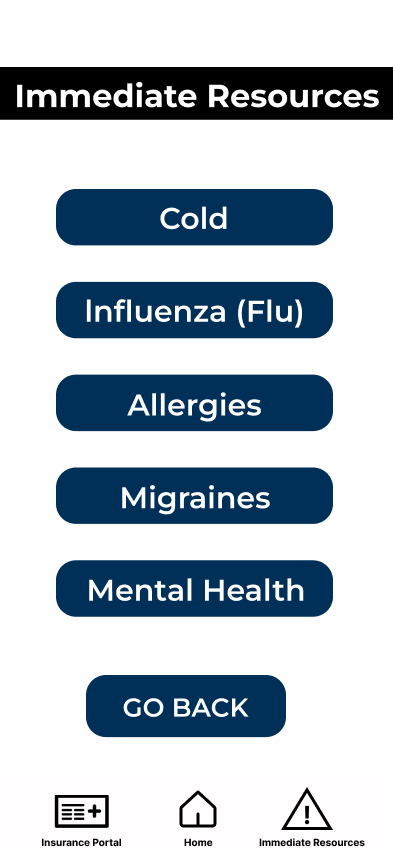 Immediate Resources
Cold
Influenza (Flu)
Allergies
Migraines
Mental Health
GO BACK
Insurance Portal
Home
Immediate Resources